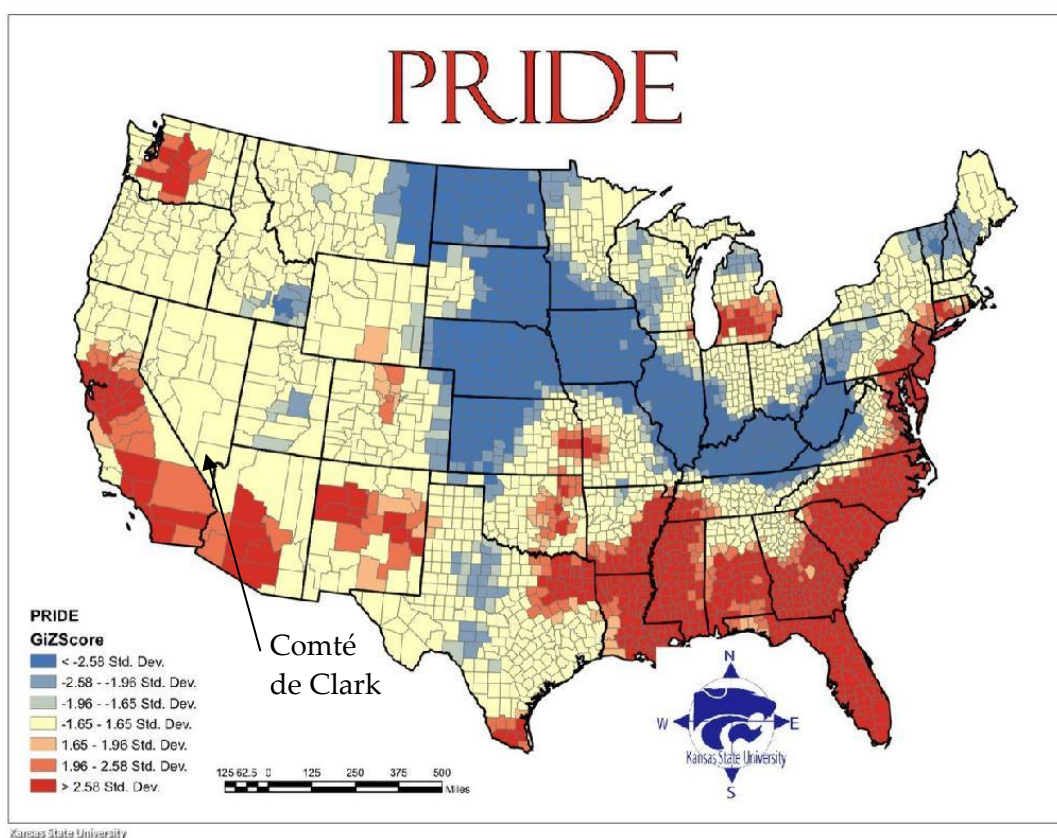 PRIDE
Comté
de Clark
PRIDE
GiZScore
< -2.58 Std. Dev.
-2.58 - -1.96 Std. Dev.
-1.96 - -1.65 Std. Dev.
-1.65 - 1.65 Std. Dev.
1.65 - 1.96 Std. Dev.
1.96 - 2.58 Std. Dev.
> 2.58 Std. Dev.
125 62.5 0 125 250 375 500
Miles
N
W E
Kansas State University
S
Kansas State University